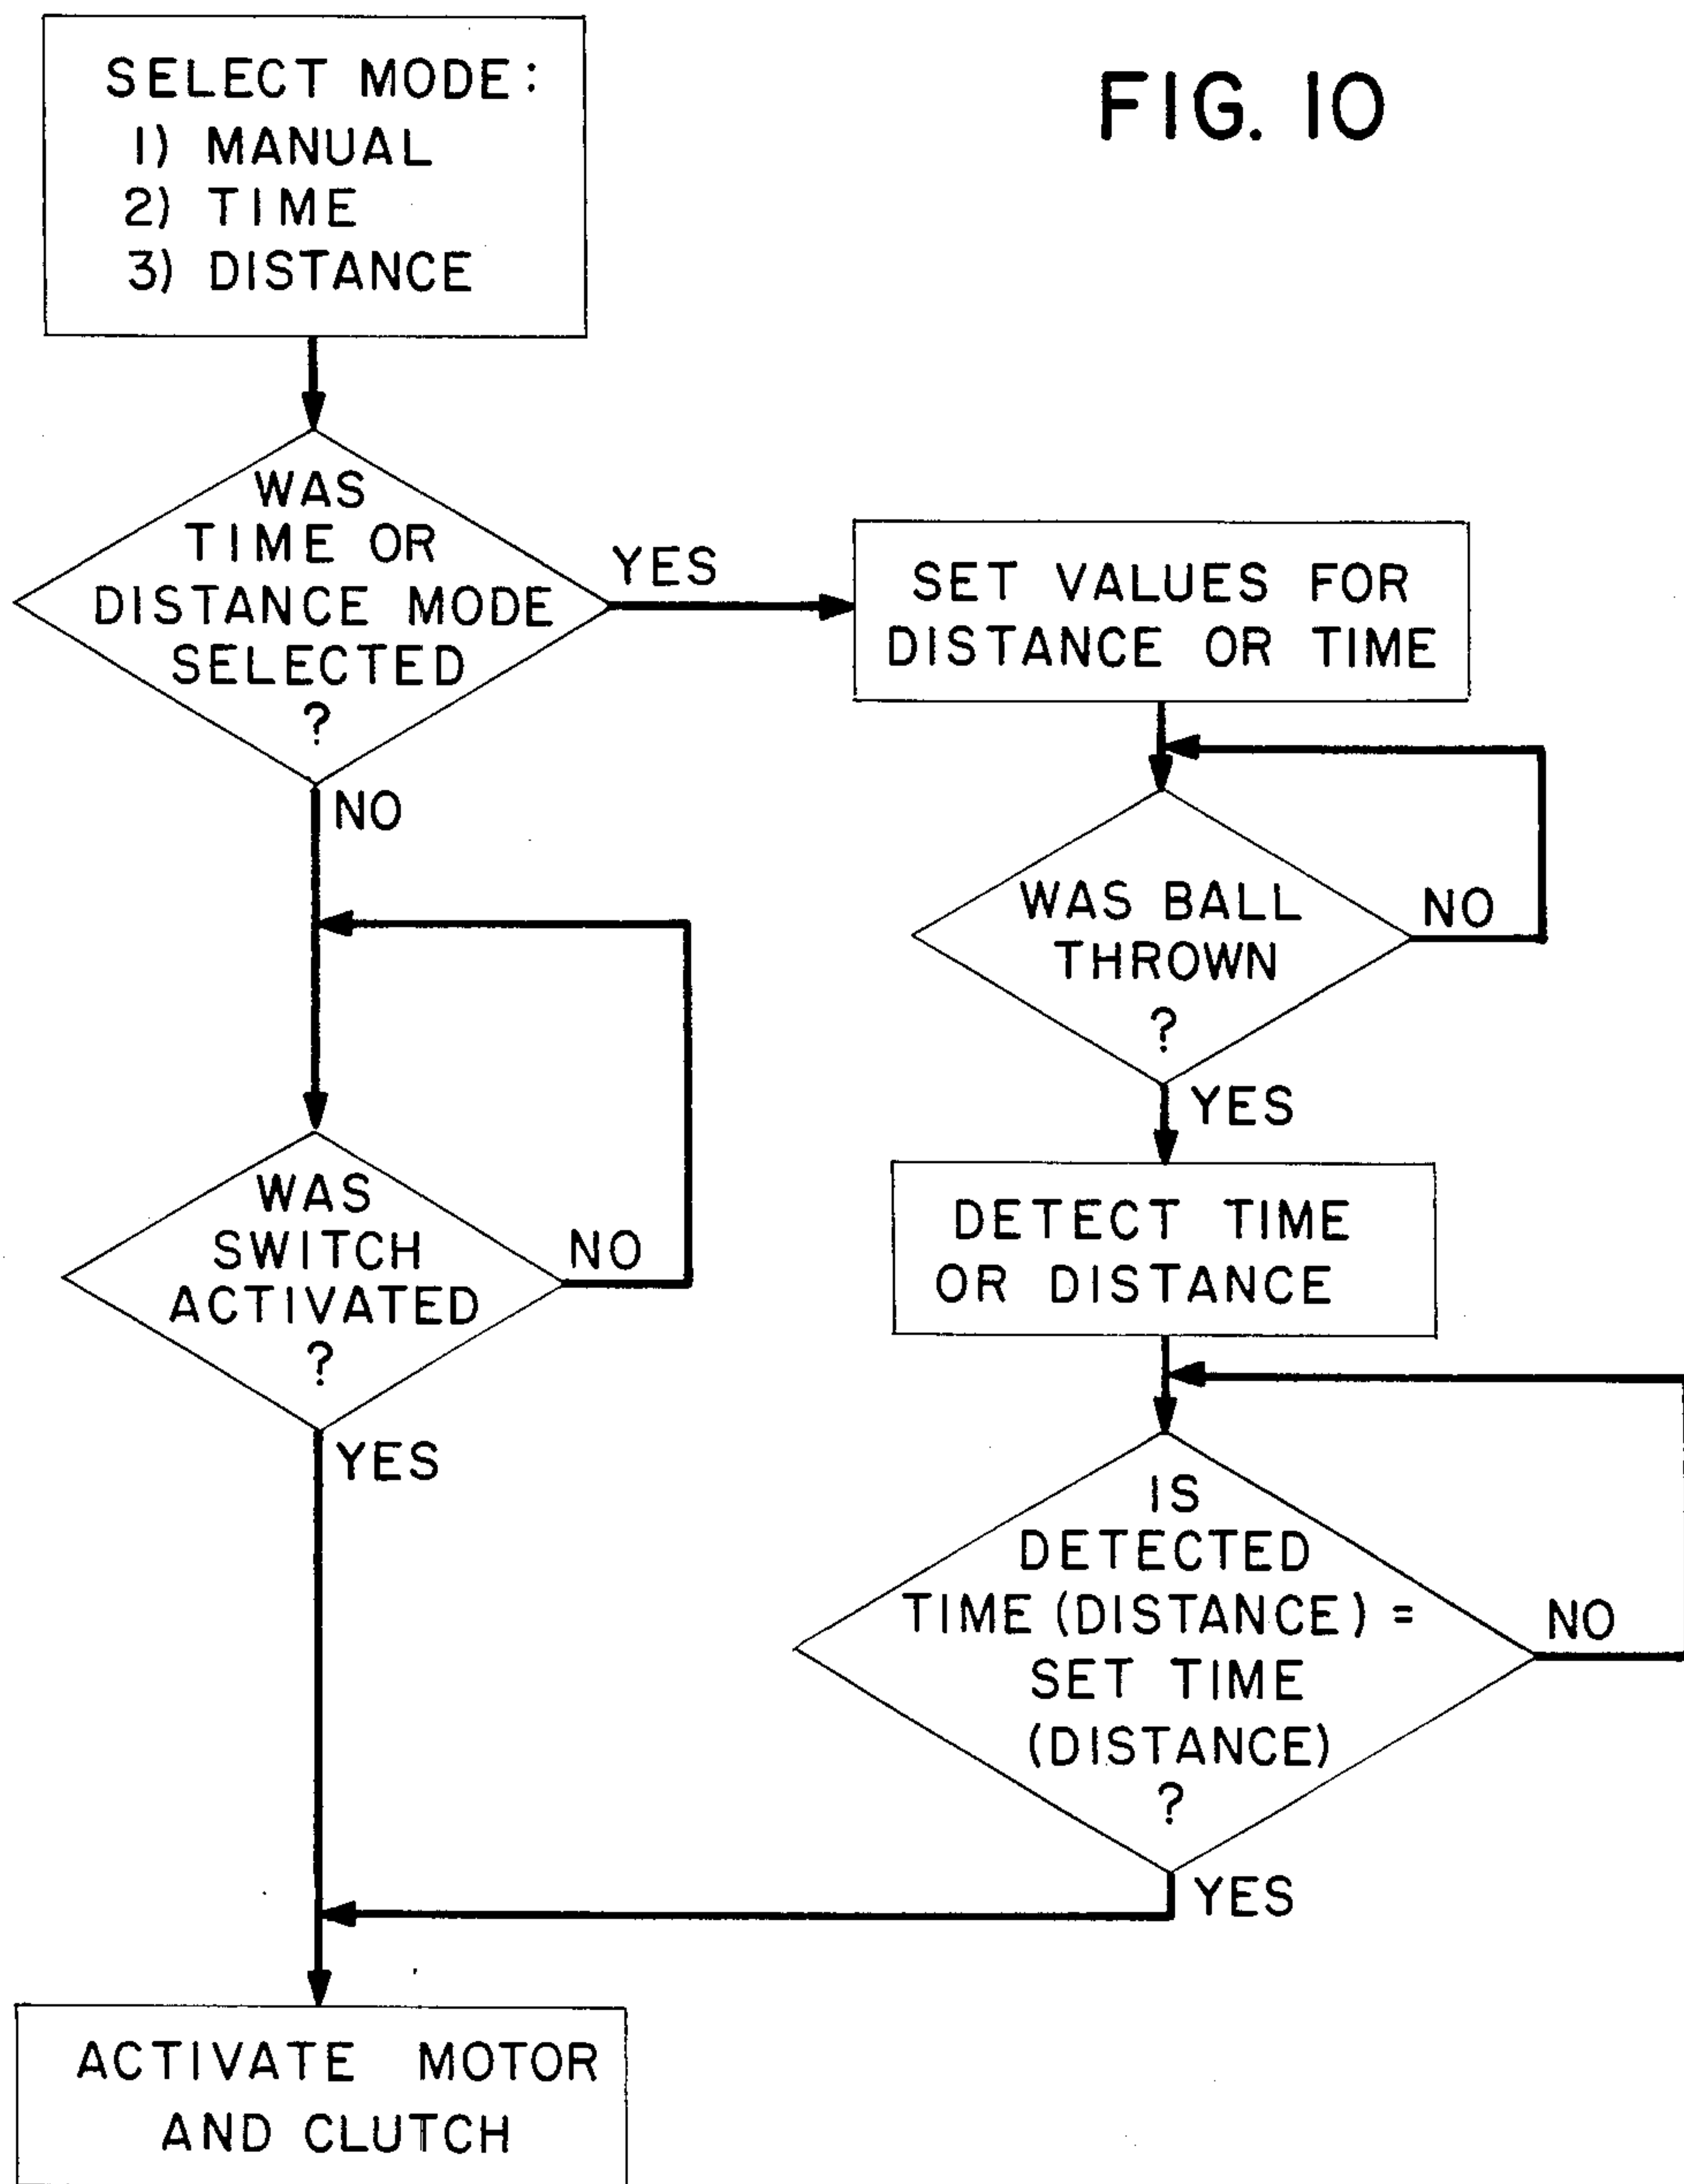 FIG. 10
SELECT MODE:
1) MANUAL
2) TIME
3) DISTANCE
WAS
TIME OR
DISTANCE MODE
SELECTED
?
YES
NO
SET VALUES FOR
DISTANCE OR TIME
WAS BALL
THROWN
?
NO
YES
DETECT TIME
OR DISTANCE
IS
DETECTED
TIME (DISTANCE) =
SET TIME
(DISTANCE)
?
NO
YES
WAS
SWITCH
ACTIVATED
?
NO
YES
ACTIVATE MOTOR
AND CLUTCH